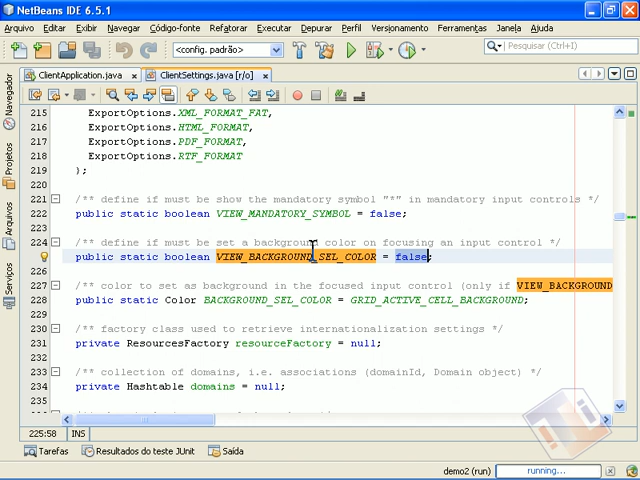 NetBeans IDE 6.5.1
Arquivo Editar Exibir Navegar Código-fonte Refatorar Executar Depurar Perfil Versionamento Ferramentas Janela Ajuda
<config. padrão>
Pesquisar (Ctrl+I)
ClientApplication.java ClientSettings.java [r/o]
Navegador
Projetos
Arquivos
Serviços
215 ExportOptions.XML_FORMAT_FAT,
216 ExportOptions.HTML_FORMAT,
217 ExportOptions.PDF_FORMAT,
218 ExportOptions.RTF_FORMAT
219 );
220
221 /** define if must be show the mandatory symbol "*" in mandatory input controls */
222 public static boolean VIEW_MANDATORY_SYMBOL = false;
223
224 /** define if must be set a background color on focusing an input control */
public static boolean VIEW_BACKGROUND_SEL_COLOR = false;
226
227 /** color to set as background in the focused input control (only if VIEW_BACKGROUND
228 public static Color BACKGROUND_SEL_COLOR = GRID_ACTIVE_CELL_BACKGROUND;
229
230 /** factory class used to retrieve internationalization settings */
231 private ResourcesFactory resourceFactory = null;
232
233 /** collection of domains, i.e. associations (domainId, Domain object) */
234 private Hashtable domains = null;
225:58 INS
Tarefas Resultados do teste JUnit Saída
demo2 (run) running...